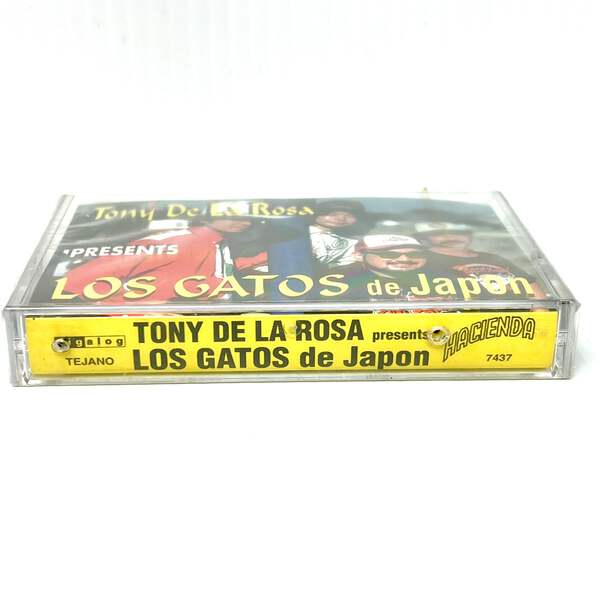 Tony De La Rosa
PRESENTS
LOS GATOS de Japon
TONY DE LA ROSA presents
LOS GATOS de Japon
TEJANO
HACIENDA
7437